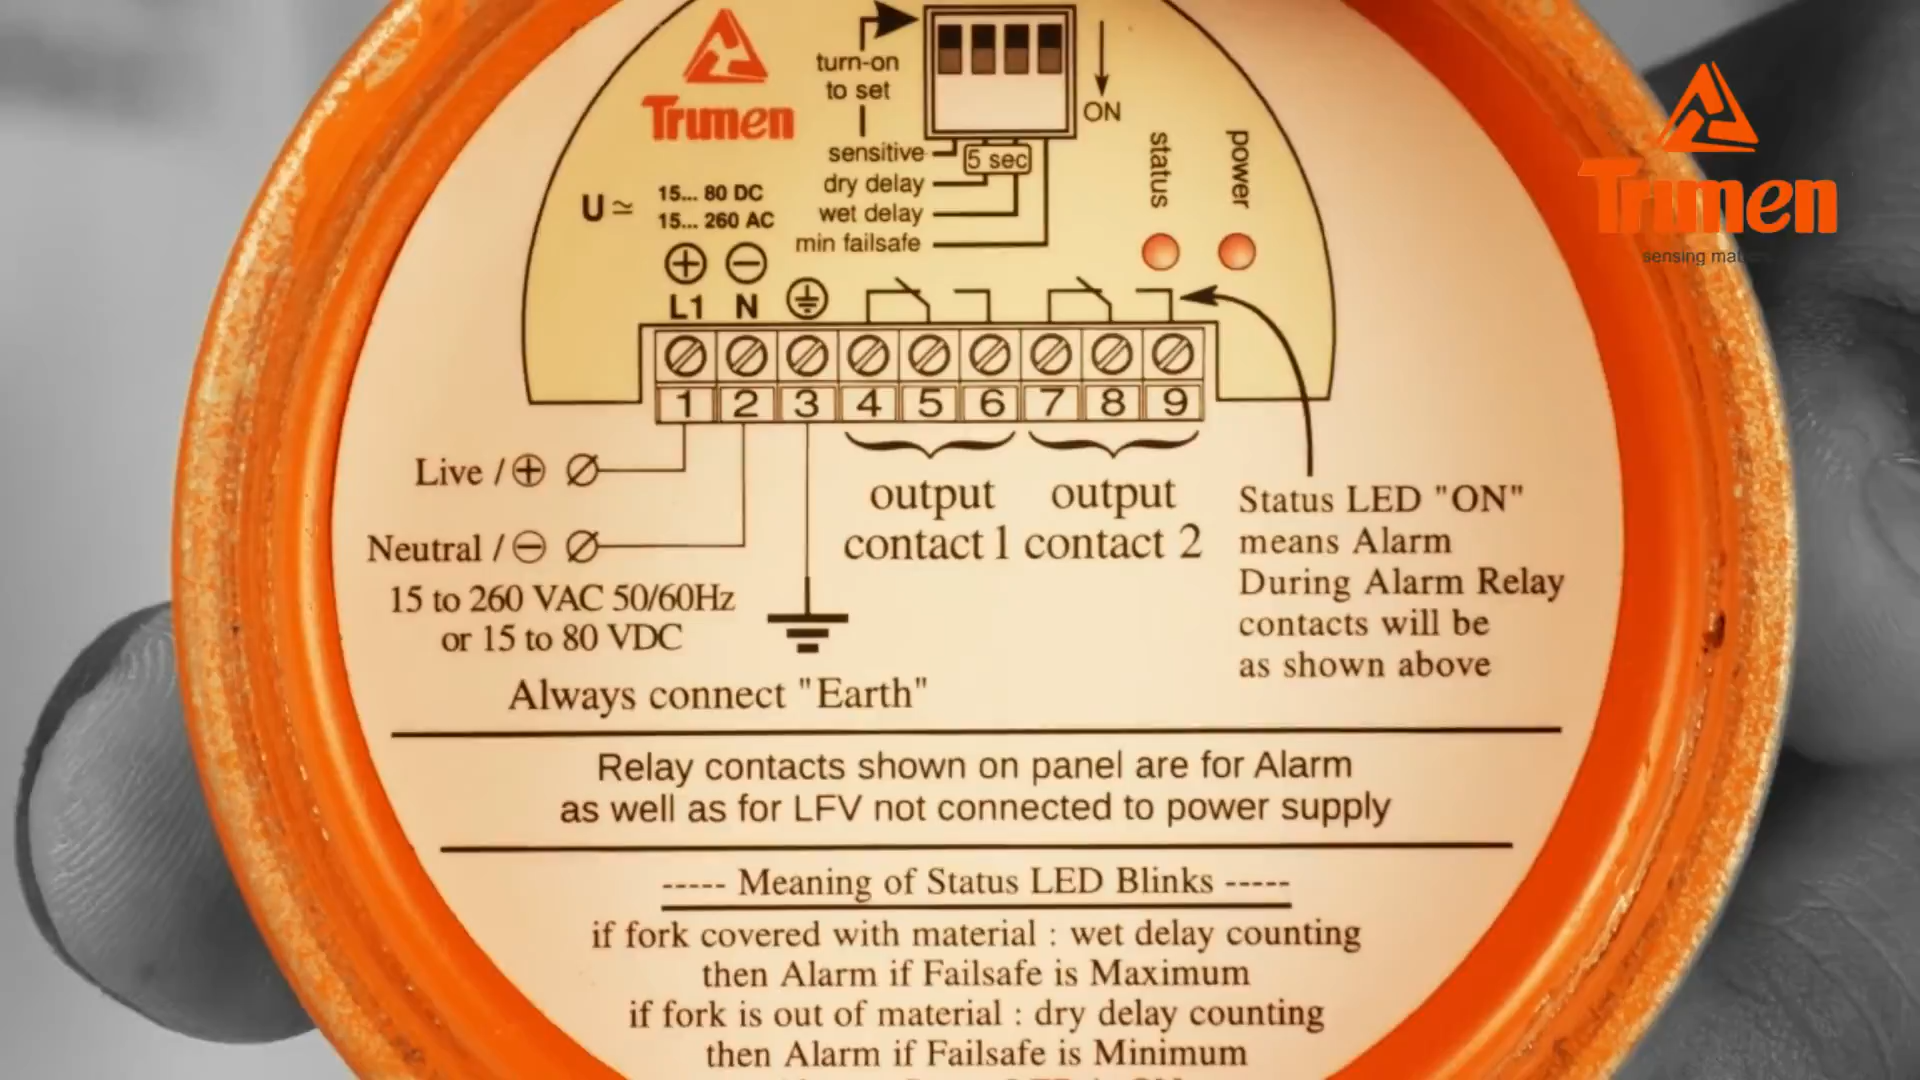 Trumen
turn-on
to set
ON
sensitive
5 sec
dry delay
wet delay
min failsafe
status
power
U ≃
15... 80 DC
15... 260 AC
L1
N
1 2 3 4 5 6 7 8 9
Live / ⊕
Neutral / ⊖
15 to 260 VAC 50/60Hz
or 15 to 80 VDC
Always connect "Earth"
output
contact 1
output
contact 2
Status LED "ON"
means Alarm
During Alarm Relay
contacts will be
as shown above
Relay contacts shown on panel are for Alarm
as well as for LFV not connected to power supply
----- Meaning of Status LED Blinks -----
if fork covered with material : wet delay counting
then Alarm if Failsafe is Maximum
if fork is out of material : dry delay counting
then Alarm if Failsafe is Minimum
Trumen
sensing